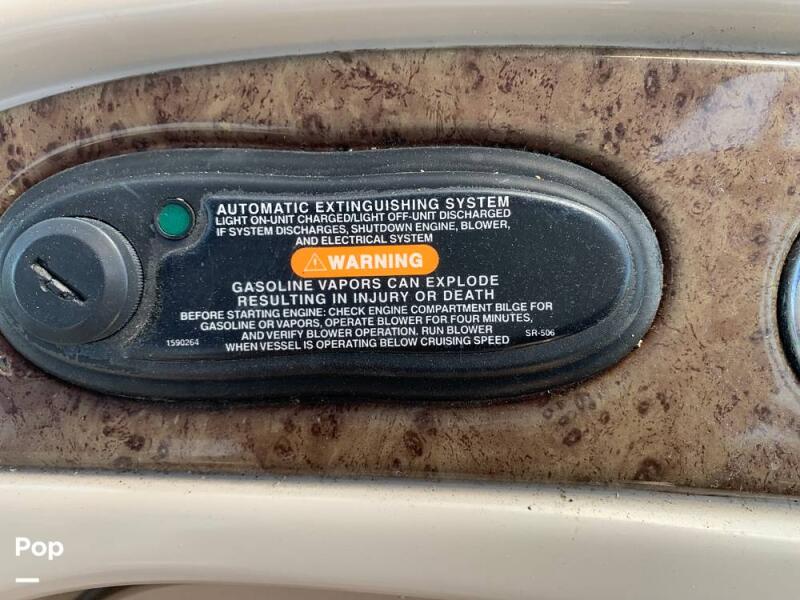 AUTOMATIC EXTINGUISHING SYSTEM
LIGHT ON-UNIT CHARGED/LIGHT OFF-UNIT DISCHARGED
IF SYSTEM DISCHARGES, SHUTDOWN ENGINE, BLOWER,
AND ELECTRICAL SYSTEM
WARNING
GASOLINE VAPORS CAN EXPLODE
RESULTING IN INJURY OR DEATH
BEFORE STARTING ENGINE: CHECK ENGINE COMPARTMENT BILGE FOR
GASOLINE OR VAPORS, OPERATE BLOWER FOR FOUR MINUTES,
AND VERIFY BLOWER OPERATION. RUN BLOWER
WHEN VESSEL IS OPERATING BELOW CRUISING SPEED
1590264
SR-506
Pop